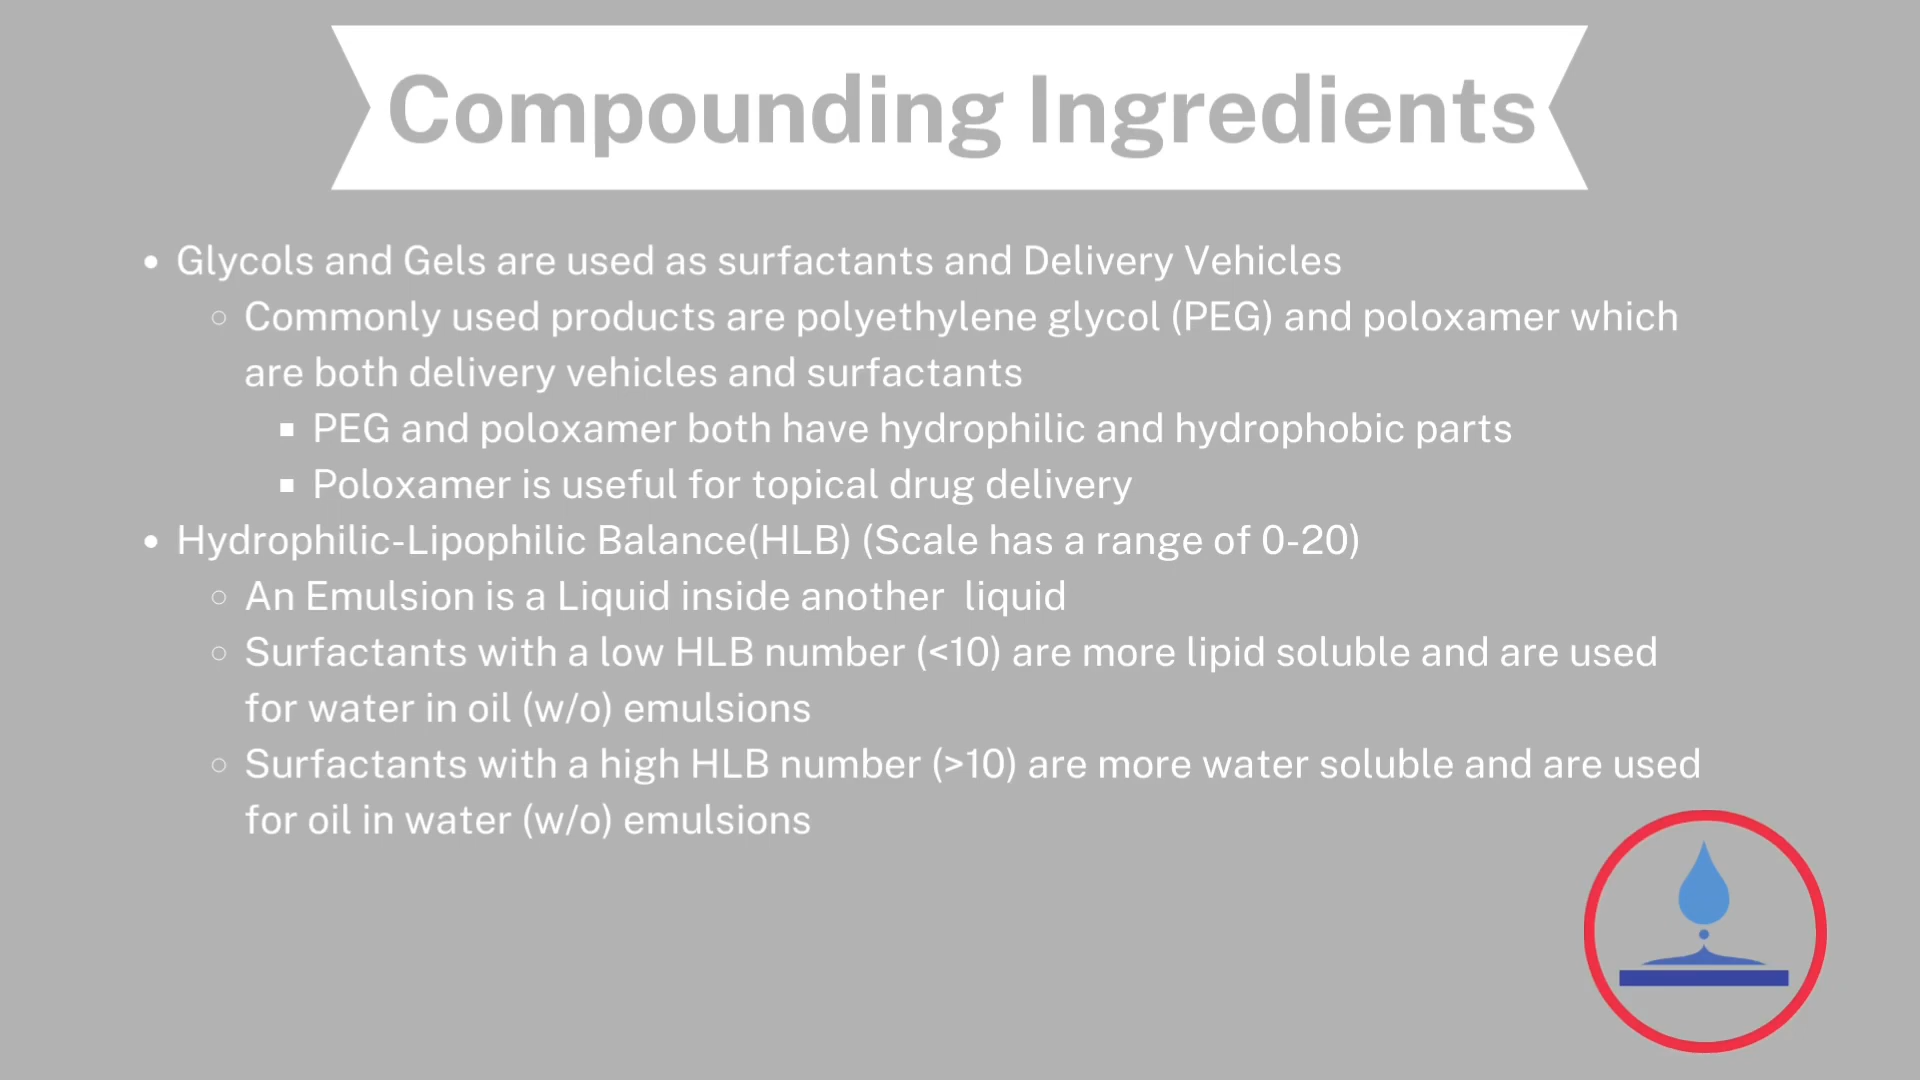 Compounding Ingredients
• Glycols and Gels are used as surfactants and Delivery Vehicles
○ Commonly used products are polyethylene glycol (PEG) and poloxamer which
are both delivery vehicles and surfactants
■ PEG and poloxamer both have hydrophilic and hydrophobic parts
■ Poloxamer is useful for topical drug delivery
• Hydrophilic-Lipophilic Balance(HLB) (Scale has a range of 0-20)
○ An Emulsion is a Liquid inside another  liquid
○ Surfactants with a low HLB number (<10) are more lipid soluble and are used
for water in oil (w/o) emulsions
○ Surfactants with a high HLB number (>10) are more water soluble and are used
for oil in water (w/o) emulsions